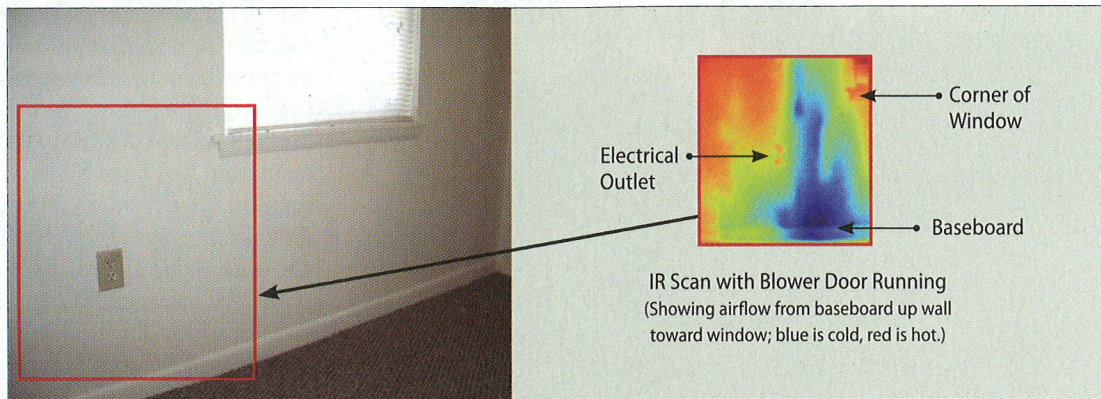 Corner of
Window
Electrical
Outlet
Baseboard
IR Scan with Blower Door Running
(Showing airflow from baseboard up wall
toward window; blue is cold, red is hot.)